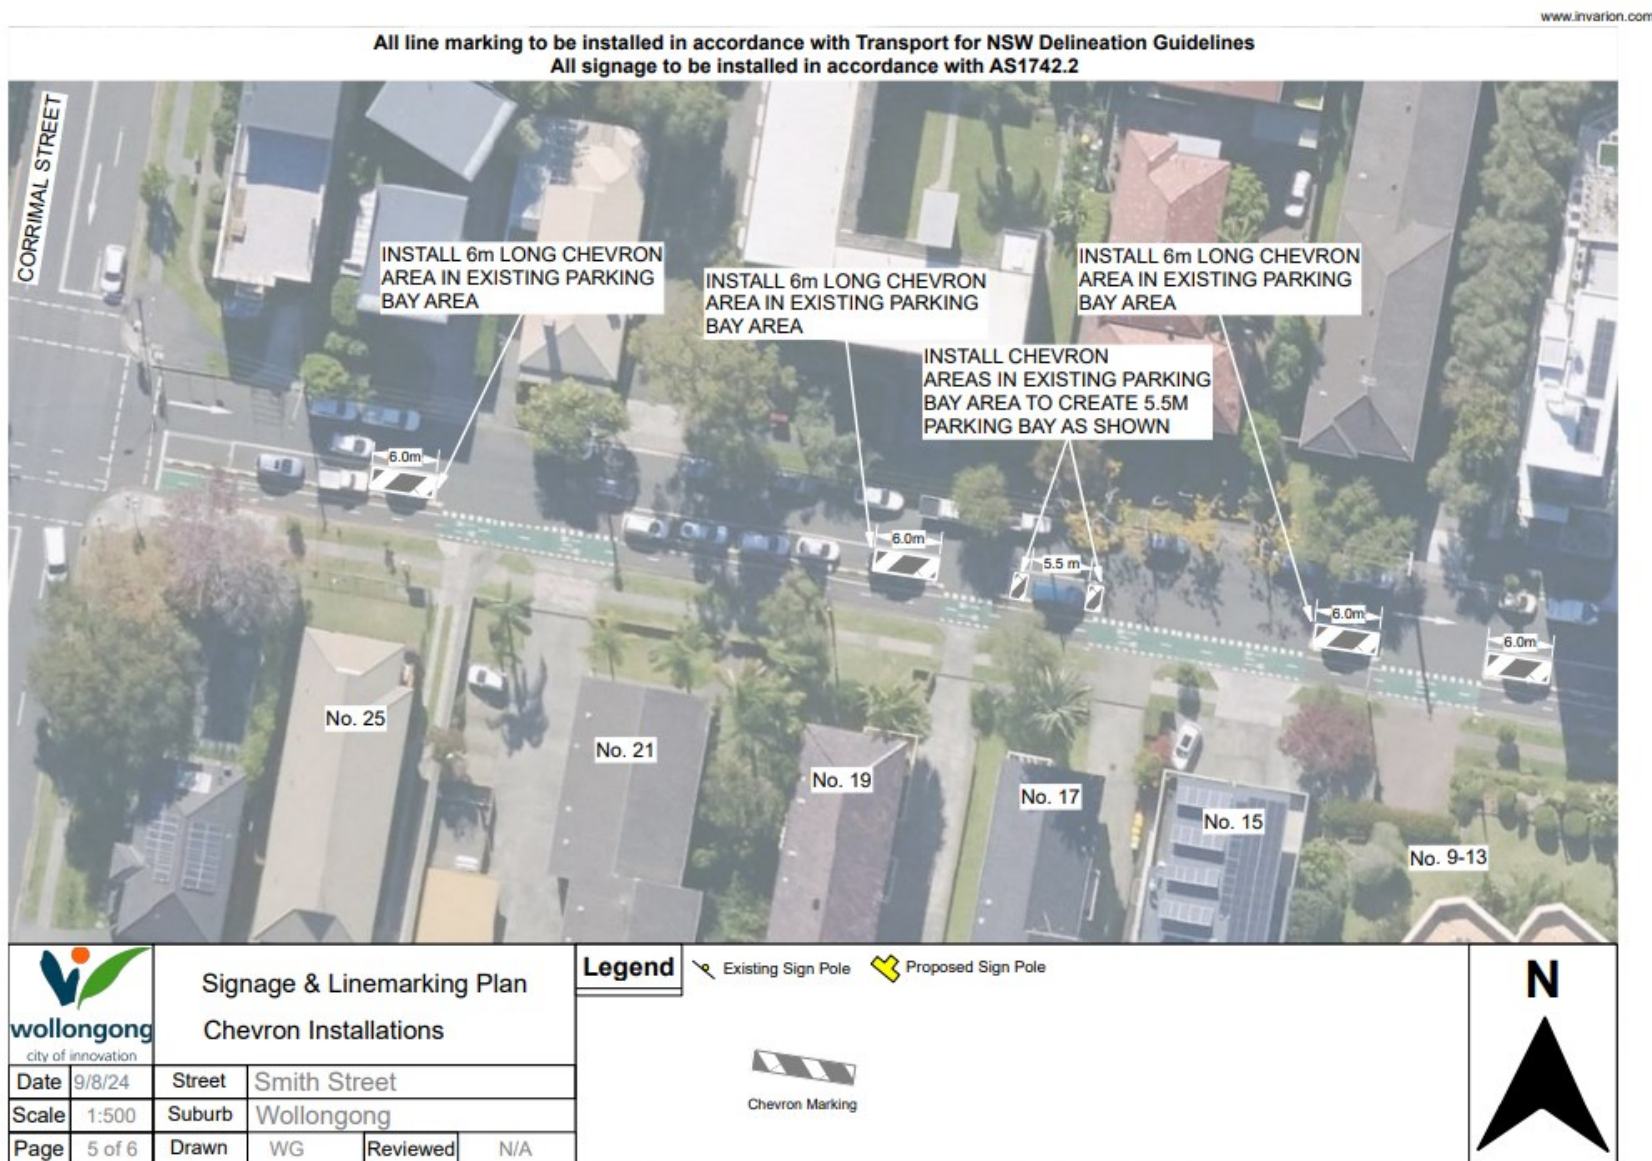 www.invarion.com
All line marking to be installed in accordance with Transport for NSW Delineation Guidelines
All signage to be installed in accordance with AS1742.2
CORRIMAL STREET
INSTALL 6m LONG CHEVRON
AREA IN EXISTING PARKING
BAY AREA
INSTALL 6m LONG CHEVRON
AREA IN EXISTING PARKING
BAY AREA
INSTALL 6m LONG CHEVRON
AREA IN EXISTING PARKING
BAY AREA
INSTALL CHEVRON
AREAS IN EXISTING PARKING
BAY AREA TO CREATE 5.5M
PARKING BAY AS SHOWN
6.0m
6.0m
5.5 m
6.0m
6.0m
No. 25
No. 21
No. 19
No. 17
No. 15
No. 9-13
wollongong
city of innovation
Signage & Linemarking Plan
Chevron Installations
Date 9/8/24 Street Smith Street
Scale 1:500 Suburb Wollongong
Page 5 of 6 Drawn WG Reviewed N/A
Legend Existing Sign Pole Proposed Sign Pole
Chevron Marking
N